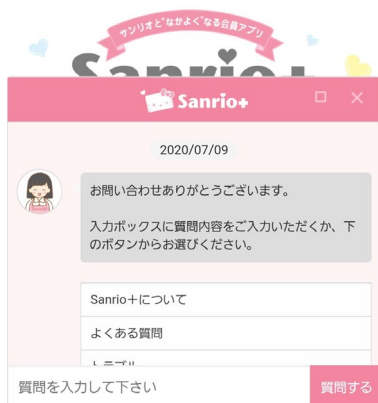 サンリオと"なかよく"なる会員アプリ
Sanrio+
Sanrio+
2020/07/09
お問い合わせありがとうございます。
入力ボックスに質問内容をご入力いただくか、下
のボタンからお選びください。
Sanrio＋について
よくある質問
トラブル
質問を入力して下さい
質問する